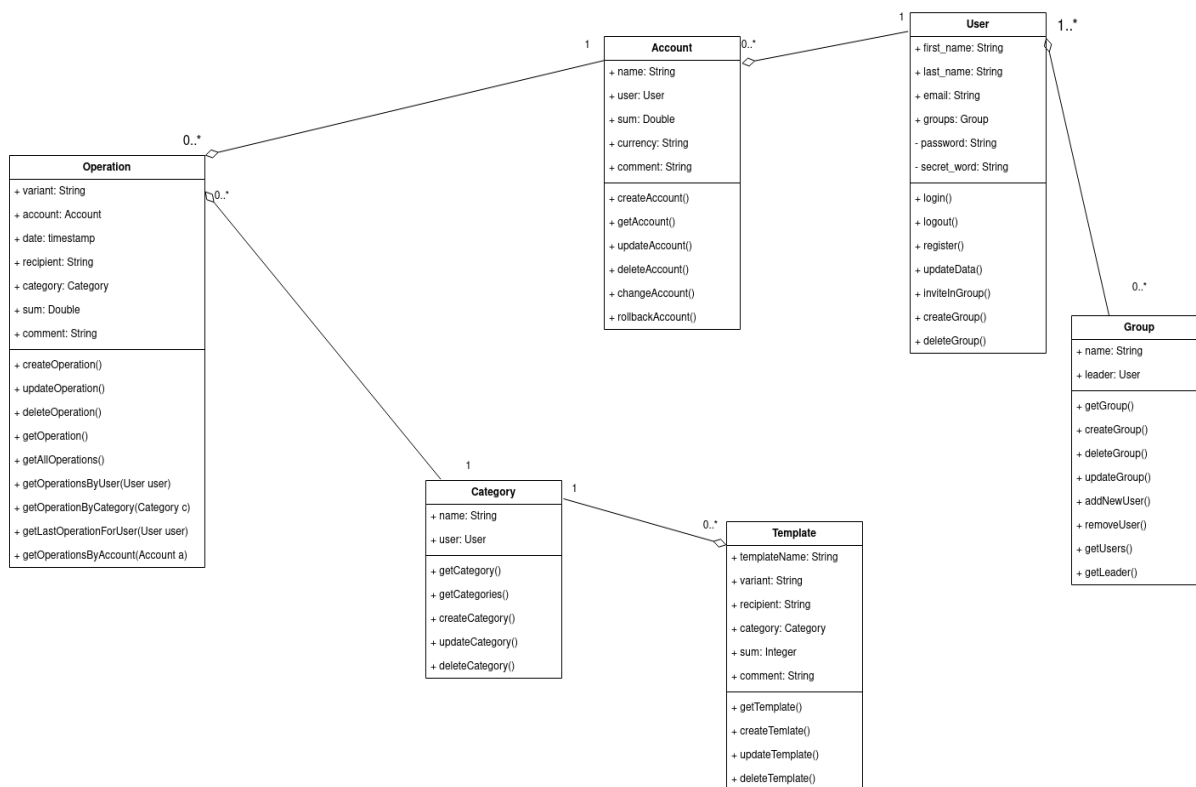 1
Account
0..*
+ name: String
+ user: User
+ sum: Double
+ currency: String
+ comment: String
+ createAccount()
+ getAccount()
+ updateAccount()
+ deleteAccount()
+ changeAccount()
+ rollbackAccount()
1
User
1..*
+ first_name: String
+ last_name: String
+ email: String
+ groups: Group
- password: String
- secret_word: String
+ login()
+ logout()
+ register()
+ updateData()
+ inviteInGroup()
+ createGroup()
+ deleteGroup()
0..*
Operation
0..*
+ variant: String
+ account: Account
+ date: timestamp
+ recipient: String
+ category: Category
+ sum: Double
+ comment: String
+ createOperation()
+ updateOperation()
+ deleteOperation()
+ getOperation()
+ getAllOperations()
+ getOperationsByUser(User user)
+ getOperationByCategory(Category c)
+ getLastOperationForUser(User user)
+ getOperationsByAccount(Account a)
0..*
Group
+ name: String
+ leader: User
+ getGroup()
+ createGroup()
+ deleteGroup()
+ updateGroup()
+ addNewUser()
+ removeUser()
+ getUsers()
+ getLeader()
1
Category
1
+ name: String
+ user: User
+ getCategory()
+ getCategories()
+ createCategory()
+ updateCategory()
+ deleteCategory()
0..*
Template
+ templateName: String
+ variant: String
+ recipient: String
+ category: Category
+ sum: Integer
+ comment: String
+ getTemplate()
+ createTemlate()
+ updateTemplate()
+ deleteTemplate()